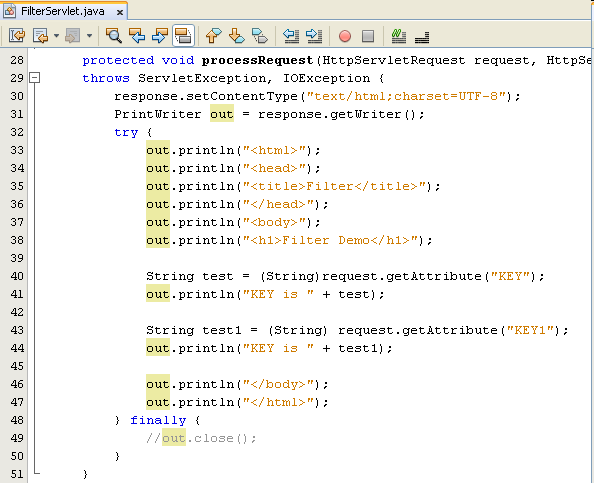 FilterServlet.java x
28 protected void processRequest(HttpServletRequest request, HttpSe
29 throws ServletException, IOException {
30 response.setContentType("text/html;charset=UTF-8");
31 PrintWriter out = response.getWriter();
32 try {
33 out.println("<html>");
34 out.println("<head>");
35 out.println("<title>Filter</title>");
36 out.println("</head>");
37 out.println("<body>");
38 out.println("<h1>Filter Demo</h1>");
39
40 String test = (String)request.getAttribute("KEY");
41 out.println("KEY is " + test);
42
43 String test1 = (String) request.getAttribute("KEY1");
44 out.println("KEY is " + test1);
45
46 out.println("</body>");
47 out.println("</html>");
48 } finally {
49 //out.close();
50 }
51 }